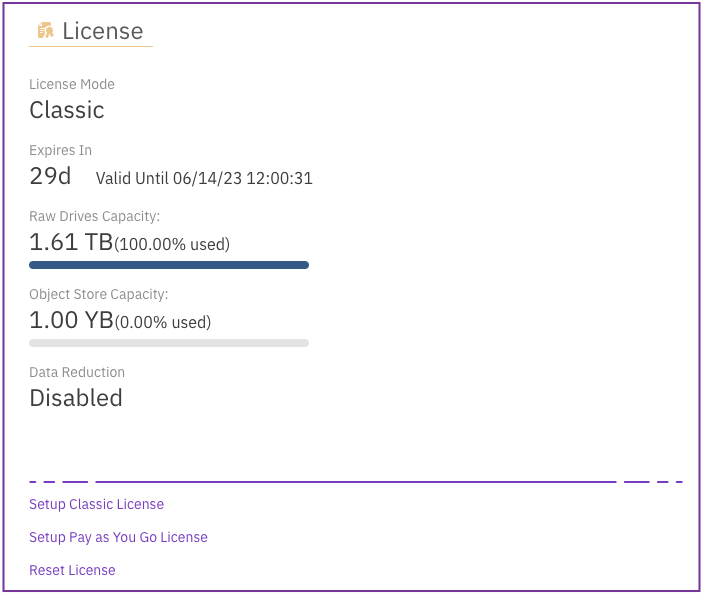 License
License Mode
Classic
Expires In
29d Valid Until 06/14/23 12:00:31
Raw Drives Capacity:
1.61 TB(100.00% used)
Object Store Capacity:
1.00 YB(0.00% used)
Data Reduction
Disabled
Setup Classic License
Setup Pay as You Go License
Reset License